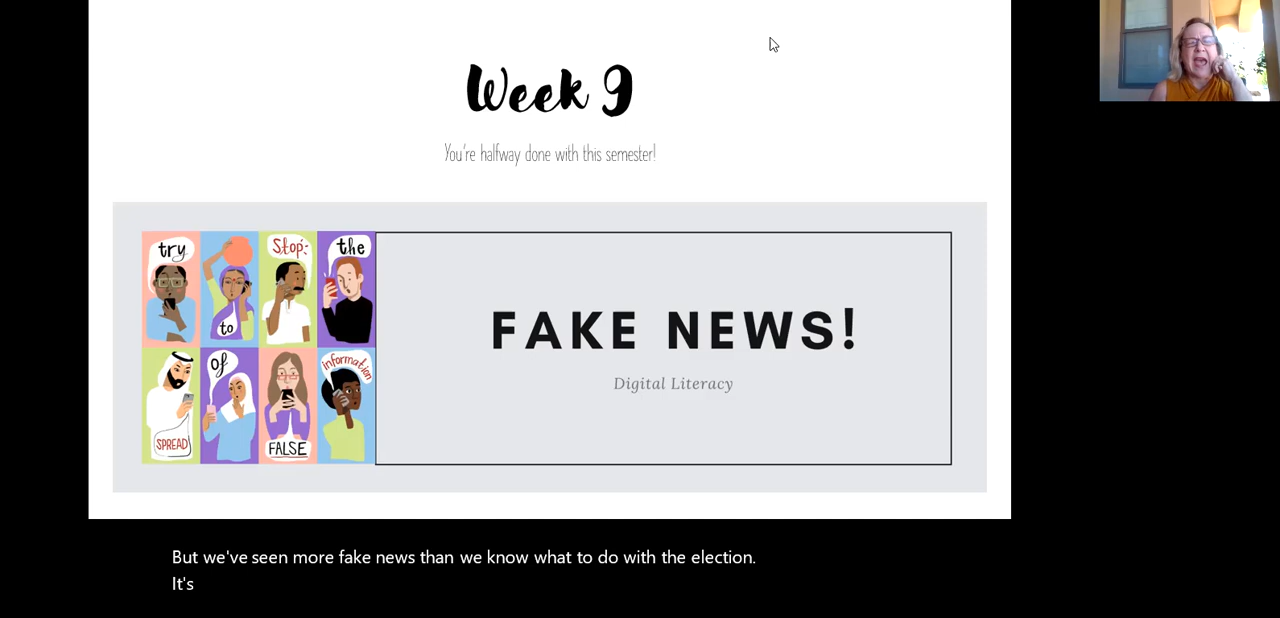 Week 9
You're halfway done with this semester!
try
to
Stop
the
SPREAD
of
FALSE
information
FAKE NEWS!
Digital Literacy
But we've seen more fake news than we know what to do with the election.
It's